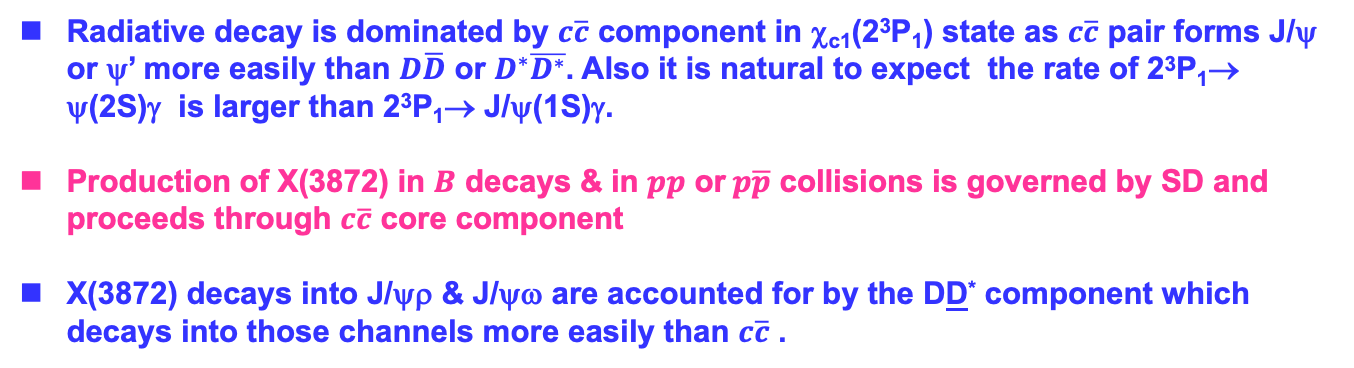 ■ Radiative decay is dominated by 𝑐𝑐̄ component in χc1(2³P₁) state as 𝑐𝑐̄ pair forms J/ψ
or ψ’ more easily than 𝐷𝐷̄ or 𝐷*𝐷̄*. Also it is natural to expect the rate of 2³P₁→
ψ(2S)γ is larger than 2³P₁→ J/ψ(1S)γ.
■ Production of X(3872) in 𝐵 decays & in 𝑝𝑝 or 𝑝𝑝̄ collisions is governed by SD and
proceeds through 𝑐𝑐̄ core component
■ X(3872) decays into J/ψρ & J/ψω are accounted for by the DD̲* component which
decays into those channels more easily than 𝑐𝑐̄ .